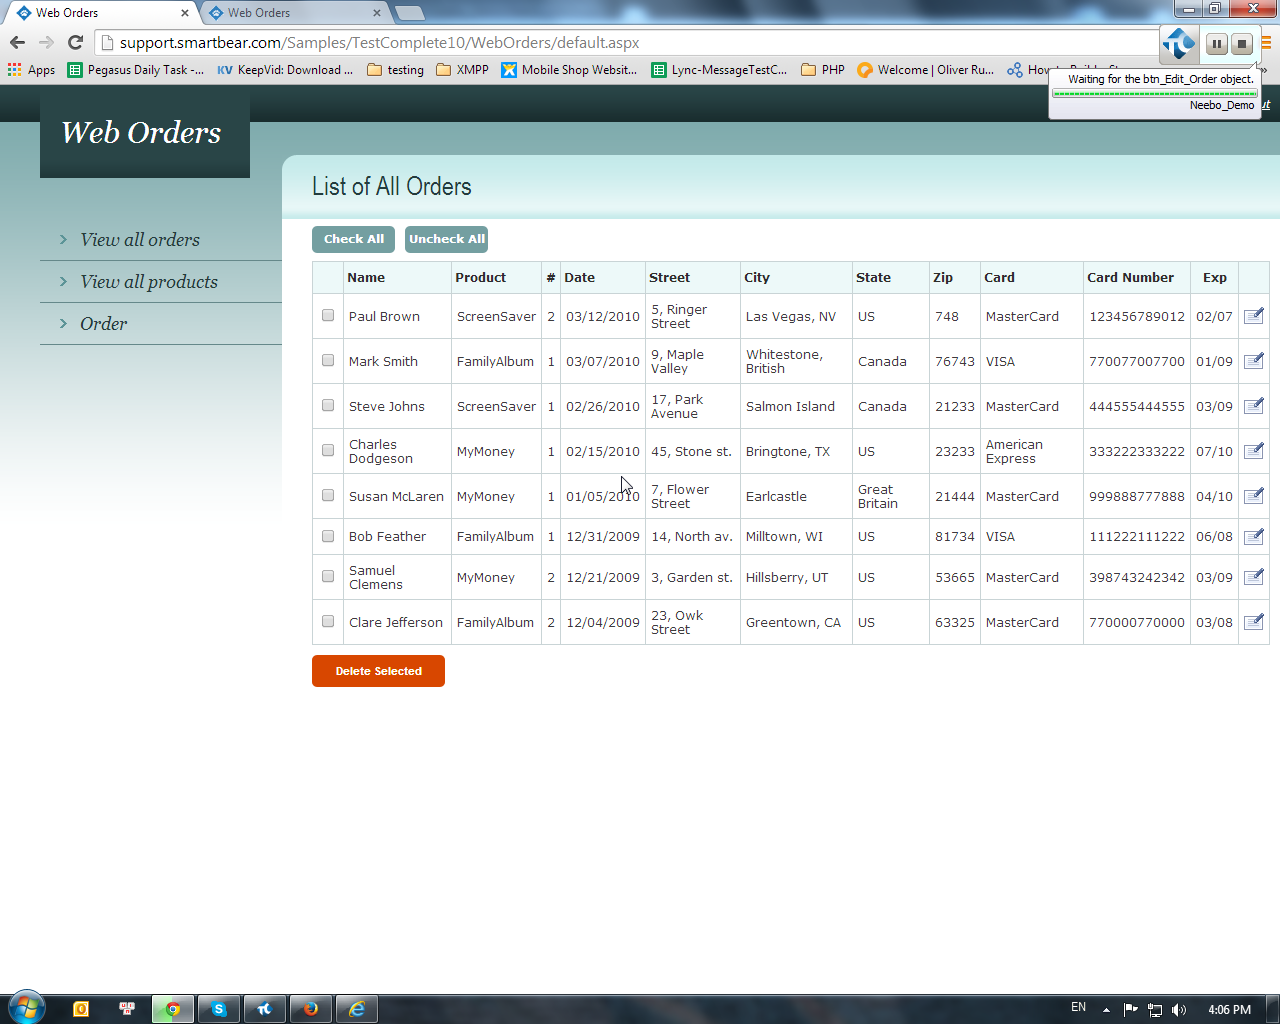 Web Orders
Web Orders
support.smartbear.com/Samples/TestComplete10/WebOrders/default.aspx
Apps
Pegasus Daily Task -...
KV KeepVid: Download ...
testing
XMPP
Mobile Shop Websit...
Lync-MessageTestC...
PHP
Welcome | Oliver Ru...
Waiting for the btn_Edit_Order object.
Neebo_Demo
Web Orders
View all orders
View all products
Order
List of All Orders
Check All Uncheck All
Name Product # Date Street City State Zip Card Card Number Exp
Paul Brown ScreenSaver 2 03/12/2010 5, Ringer Street Las Vegas, NV US 748 MasterCard 123456789012 02/07
Mark Smith FamilyAlbum 1 03/07/2010 9, Maple Valley Whitestone, British Canada 76743 VISA 770077007700 01/09
Steve Johns ScreenSaver 1 02/26/2010 17, Park Avenue Salmon Island Canada 21233 MasterCard 444555444555 03/09
Charles Dodgeson MyMoney 1 02/15/2010 45, Stone st. Bringtone, TX US 23233 American Express 333222333222 07/10
Susan McLaren MyMoney 1 01/05/2010 7, Flower Street Earlcastle Great Britain 21444 MasterCard 999888777888 04/10
Bob Feather FamilyAlbum 1 12/31/2009 14, North av. Milltown, WI US 81734 VISA 111222111222 06/08
Samuel Clemens MyMoney 2 12/21/2009 3, Garden st. Hillsberry, UT US 53665 MasterCard 398743242342 03/09
Clare Jefferson FamilyAlbum 2 12/04/2009 23, Owk Street Greentown, CA US 63325 MasterCard 770000770000 03/08
Delete Selected
EN
4:06 PM